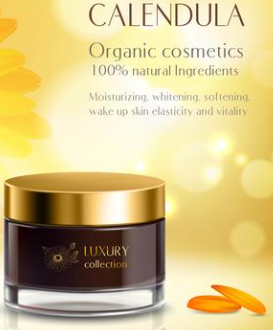 CALENDULA
Organic cosmetics
100% natural Ingredients
Moisturizing, whitening, softening,
wake up skin elasticity and vitality
LUXURY
collection